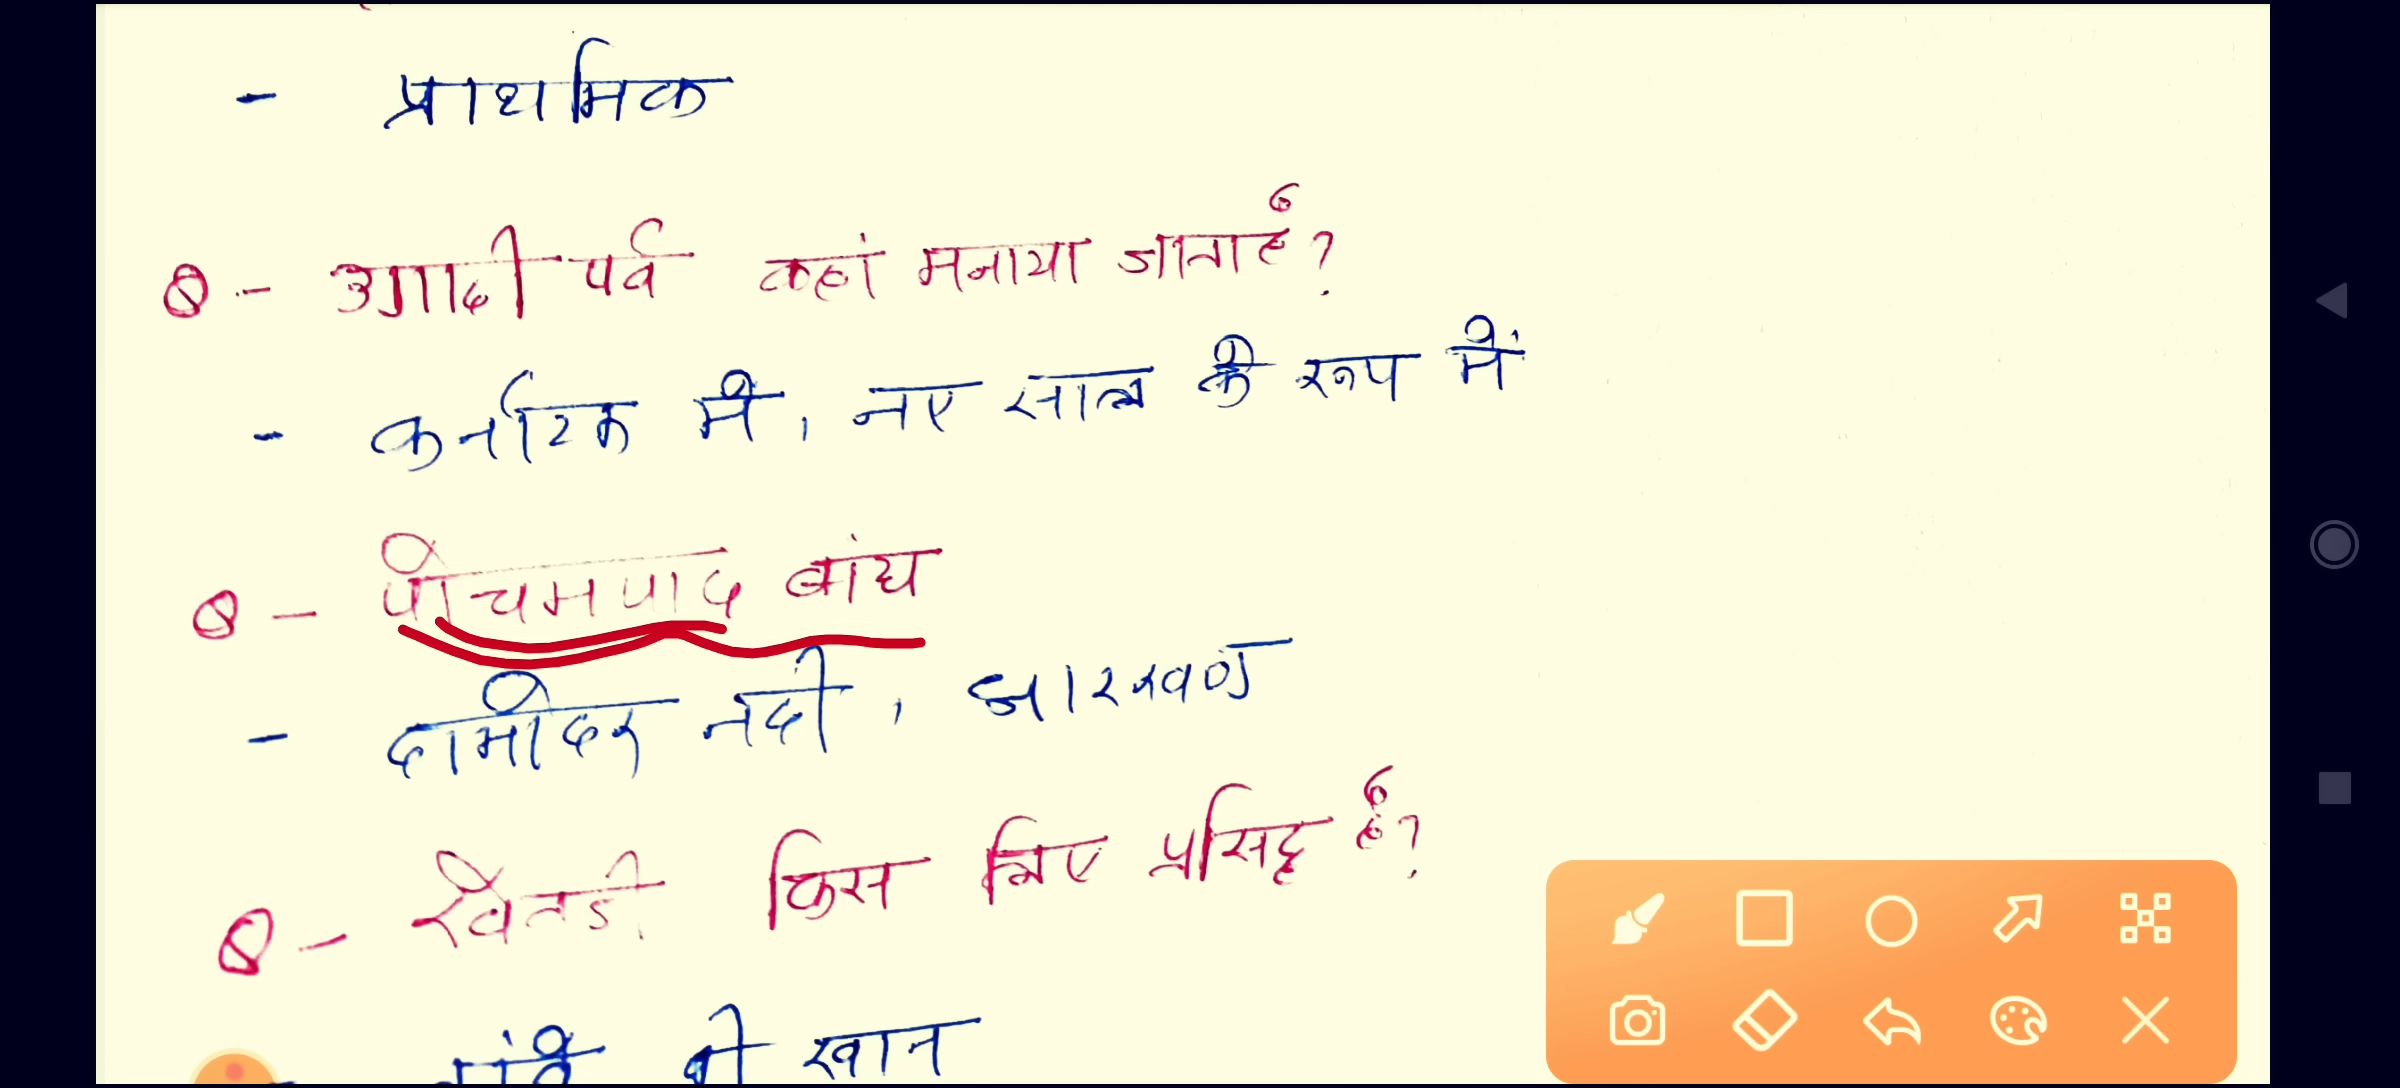 - प्राथमिक
Q - उगादी पर्व कहां मनाया जाता है?
- कर्नाटक में, नए साल के रूप में
Q - पोचमपाद बांध
- दामोदर नदी, झारखण्ड
Q - खेतडी किस लिए प्रसिद्ध है?
तांबे की खान